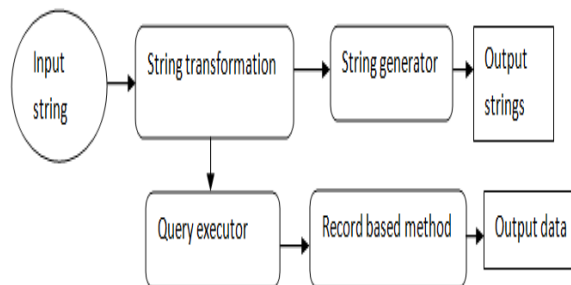 Input
string
String transformation
String generator
Output
strings
Query executor
Record based method
Output data